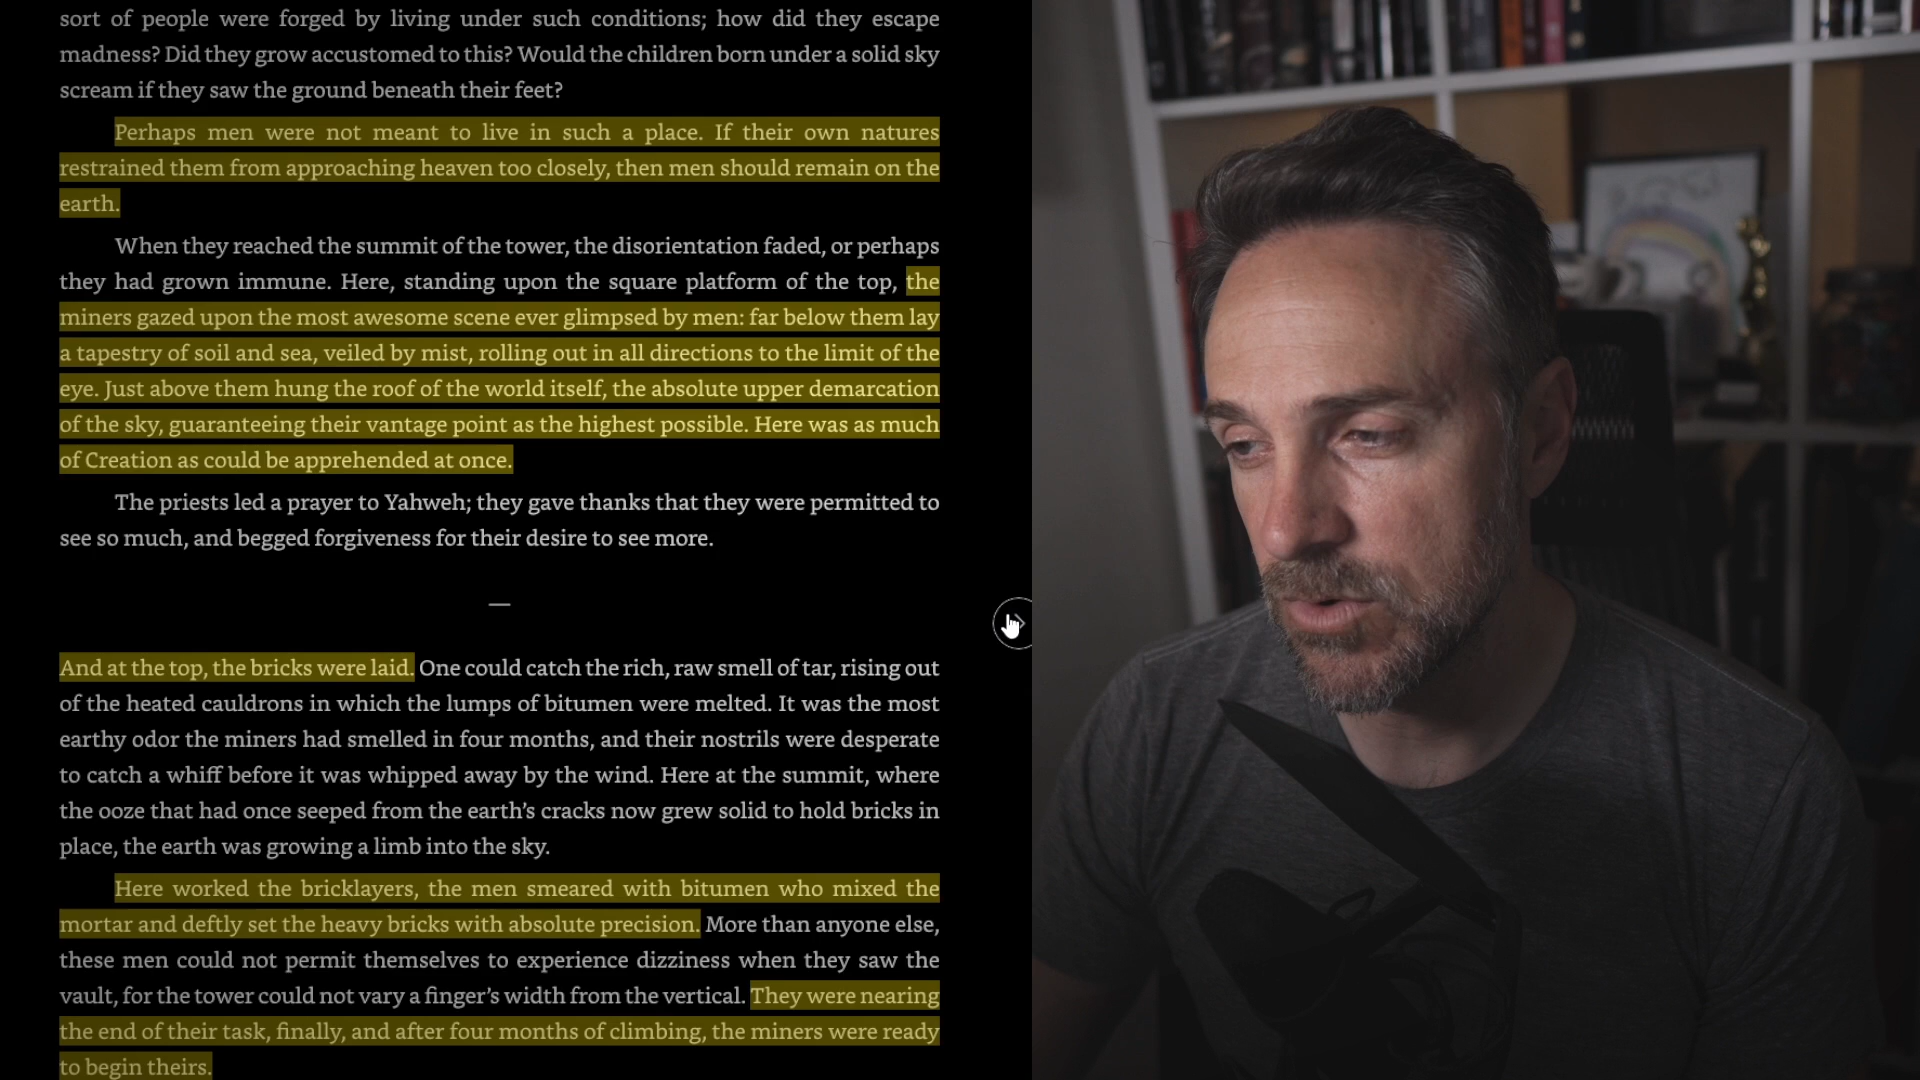 sort of people were forged by living under such conditions; how did they escape
madness? Did they grow accustomed to this? Would the children born under a solid sky
scream if they saw the ground beneath their feet?
Perhaps men were not meant to live in such a place. If their own natures
restrained them from approaching heaven too closely, then men should remain on the
earth.
When they reached the summit of the tower, the disorientation faded, or perhaps
they had grown immune. Here, standing upon the square platform of the top, the
miners gazed upon the most awesome scene ever glimpsed by men: far below them lay
a tapestry of soil and sea, veiled by mist, rolling out in all directions to the limit of the
eye. Just above them hung the roof of the world itself, the absolute upper demarcation
of the sky, guaranteeing their vantage point as the highest possible. Here was as much
of Creation as could be apprehended at once.
The priests led a prayer to Yahweh; they gave thanks that they were permitted to
see so much, and begged forgiveness for their desire to see more.
—
And at the top, the bricks were laid. One could catch the rich, raw smell of tar, rising out
of the heated cauldrons in which the lumps of bitumen were melted. It was the most
earthy odor the miners had smelled in four months, and their nostrils were desperate
to catch a whiff before it was whipped away by the wind. Here at the summit, where
the ooze that had once seeped from the earth’s cracks now grew solid to hold bricks in
place, the earth was growing a limb into the sky.
Here worked the bricklayers, the men smeared with bitumen who mixed the
mortar and deftly set the heavy bricks with absolute precision. More than anyone else,
these men could not permit themselves to experience dizziness when they saw the
vault, for the tower could not vary a finger’s width from the vertical. They were nearing
the end of their task, finally, and after four months of climbing, the miners were ready
to begin theirs.